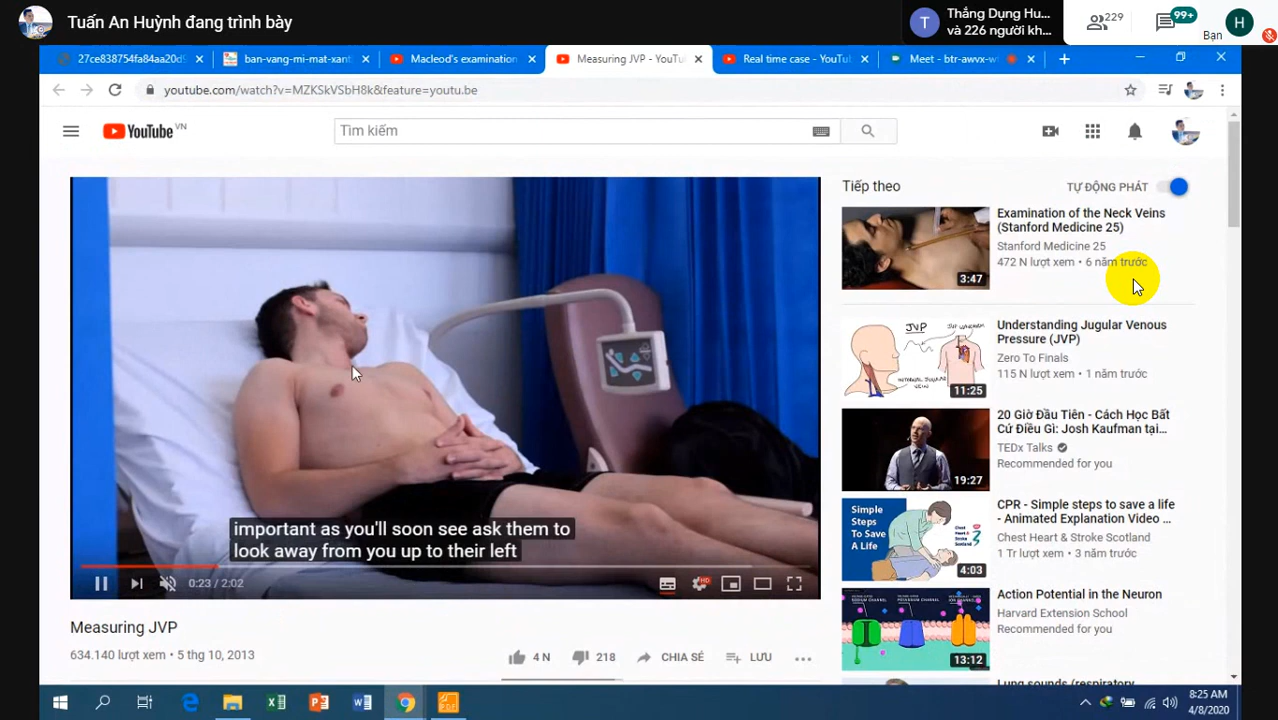 Tuấn An Huỳnh đang trình bày
T
Thắng Dụng Hu...
và 226 người kh...
229
99+
Bạn
H
27ce838754fa84aa20d9
ban-vang-mi-mat-xant
Macleod's examination
Measuring JVP - YouTu
Real time case - YouTub
Meet - btr-awvx-w
youtube.com/watch?v=MZKSkVSbH8k&feature=youtu.be
YouTube VN
Tìm kiếm
important as you'll soon see ask them to
look away from you up to their left
0:23 / 2:02
HD
Measuring JVP
634.140 lượt xem • 5 thg 10, 2013
4 N
218
CHIA SẺ
LƯU
Tiếp theo
TỰ ĐỘNG PHÁT
3:47
Examination of the Neck Veins
(Stanford Medicine 25)
Stanford Medicine 25
472 N lượt xem • 6 năm trước
JVP
11:25
Understanding Jugular Venous
Pressure (JVP)
Zero To Finals
115 N lượt xem • 1 năm trước
19:27
20 Giờ Đầu Tiên - Cách Học Bất
Cứ Điều Gì: Josh Kaufman tại...
TEDx Talks
Recommended for you
Simple
Steps
To Save
A Life
4:03
CPR - Simple steps to save a life
- Animated Explanation Video ...
Chest Heart & Stroke Scotland
1 Tr lượt xem • 3 năm trước
13:12
Action Potential in the Neuron
Harvard Extension School
Recommended for you
Lung sounds (respiratory
8:25 AM
4/8/2020